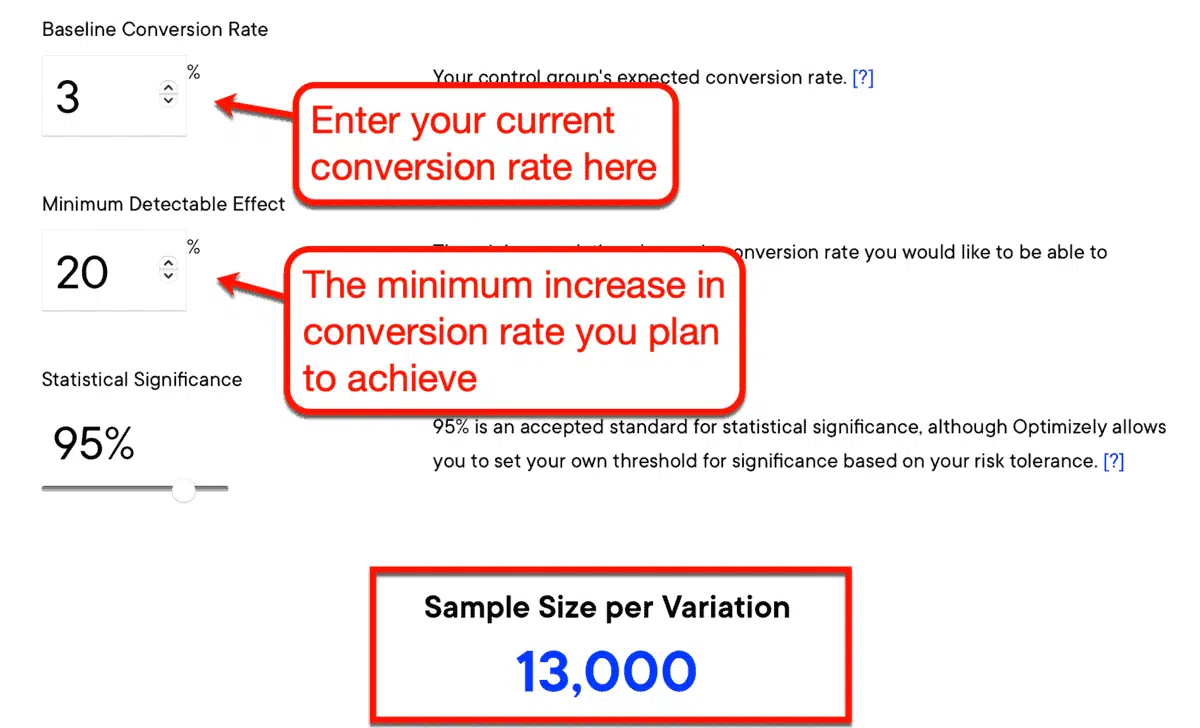 Baseline Conversion Rate
3
%
Your control group's expected conversion rate. [?]
Enter your current
conversion rate here
Minimum Detectable Effect
20
%
conversion rate you would like to be able to
The minimum increase in
conversion rate you plan
to achieve
Statistical Significance
95%
95% is an accepted standard for statistical significance, although Optimizely allows
you to set your own threshold for significance based on your risk tolerance. [?]
Sample Size per Variation
13,000